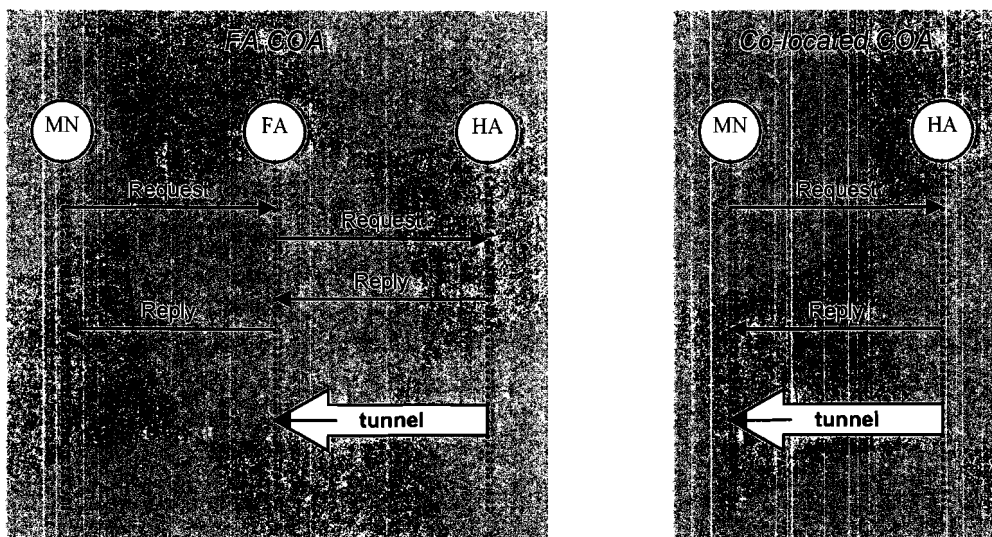 FA-COA
MN
FA
HA
Request
Request
Reply
Reply
tunnel
Co-located COA
MN
HA
Request
Reply
tunnel